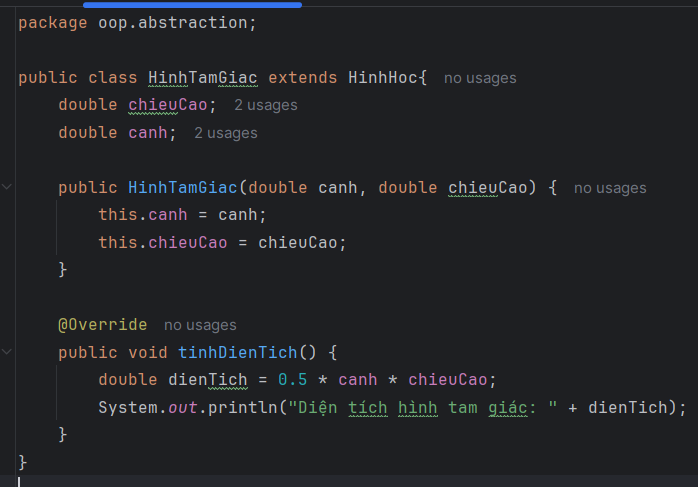 package oop.abstraction;
public class HinhTamGiac extends HinhHoc{ no usages
double chieuCao; 2 usages
double canh; 2 usages
public HinhTamGiac(double canh, double chieuCao) { no usages
this.canh = canh;
this.chieuCao = chieuCao;
}
@Override no usages
public void tinhDienTich() {
double dienTich = 0.5 * canh * chieuCao;
System.out.println("Diện tích hình tam giác: " + dienTich);
}
}